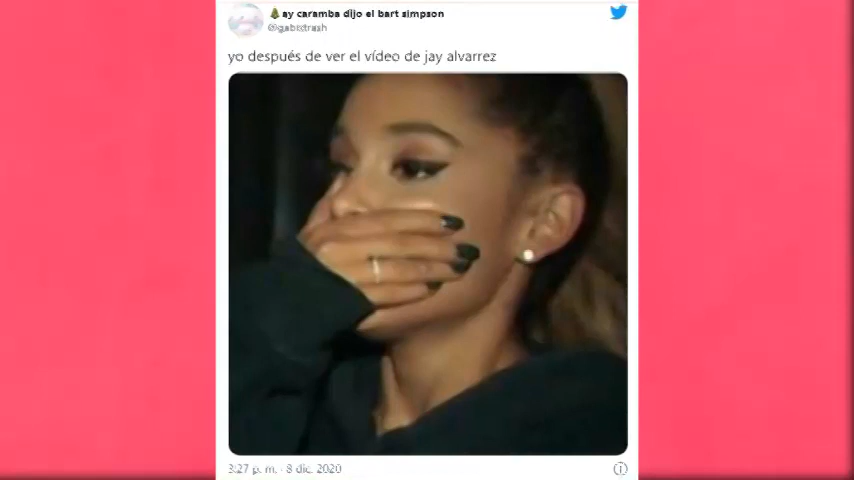 ay caramba dijo el bart simpson
@gabistrash
yo después de ver el vídeo de jay alvarrez
3:27 p. m. · 8 dic. 2020